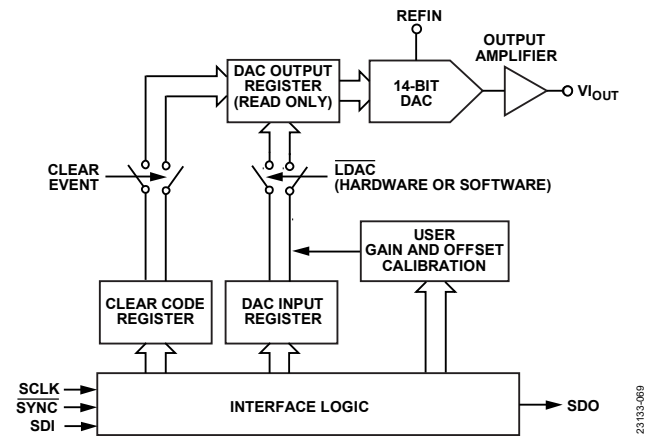 REFIN
OUTPUT
AMPLIFIER
DAC OUTPUT
REGISTER
(READ ONLY)
14-BIT
DAC
VIOUT
CLEAR
EVENT
LDAC
(HARDWARE OR SOFTWARE)
USER
GAIN AND OFFSET
CALIBRATION
CLEAR CODE
REGISTER
DAC INPUT
REGISTER
SCLK
SYNC
SDI
INTERFACE LOGIC
SDO
23133-069